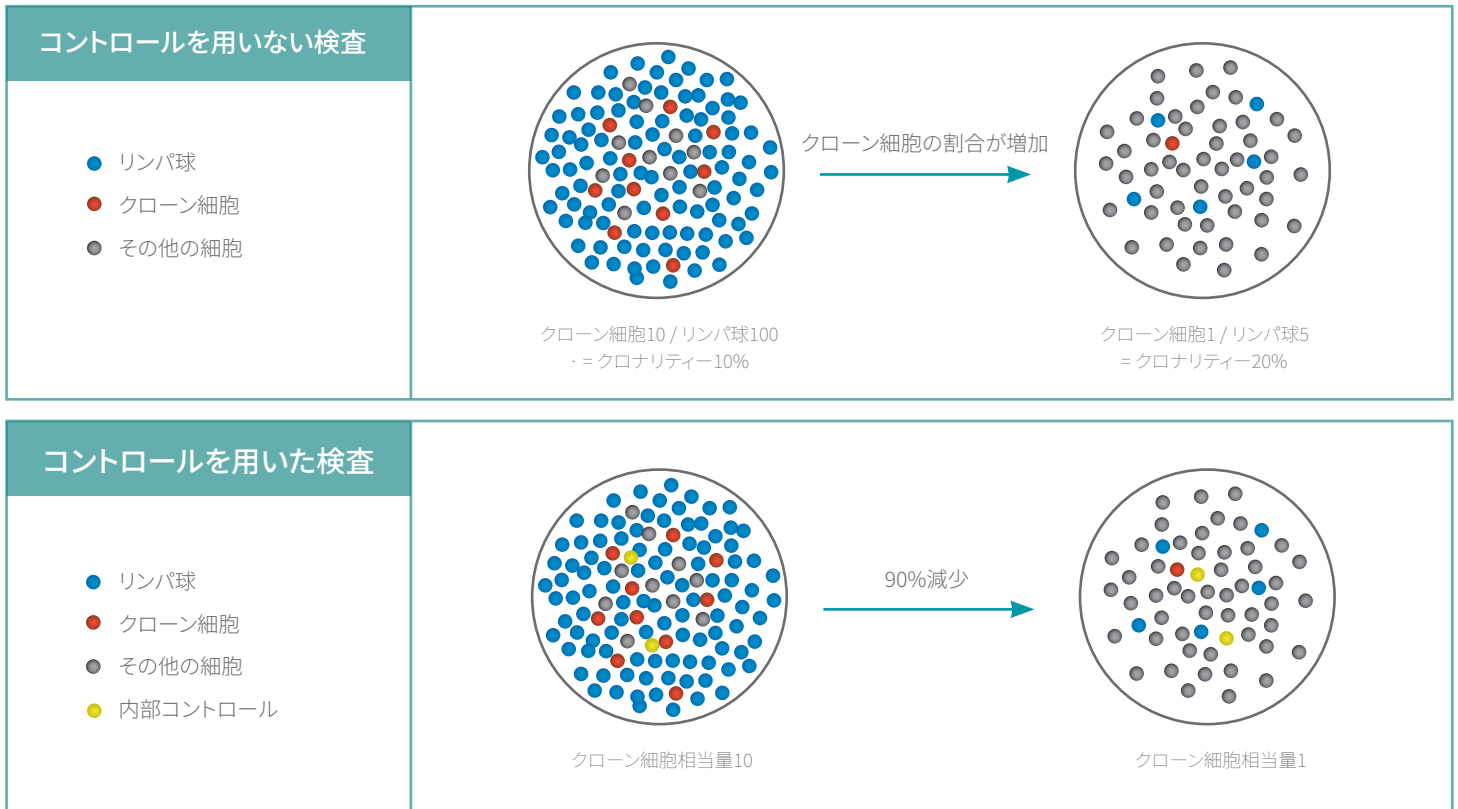 コントロールを用いない検査
リンパ球
クローン細胞
その他の細胞
クローン細胞の割合が増加
クローン細胞10 / リンパ球100
· = クロナリティー10%
クローン細胞1 / リンパ球5
= クロナリティー20%
コントロールを用いた検査
リンパ球
クローン細胞
その他の細胞
内部コントロール
90%減少
クローン細胞相当量10
クローン細胞相当量1